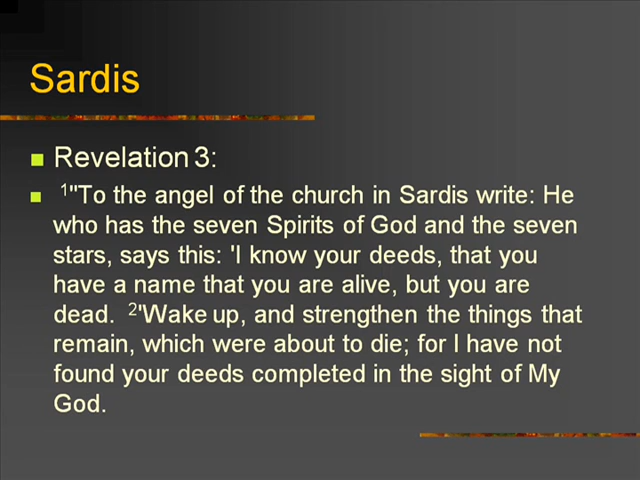 Sardis
Revelation 3:
1"To the angel of the church in Sardis write: He
who has the seven Spirits of God and the seven
stars, says this: 'I know your deeds, that you
have a name that you are alive, but you are
dead. 2'Wake up, and strengthen the things that
remain, which were about to die; for I have not
found your deeds completed in the sight of My
God.